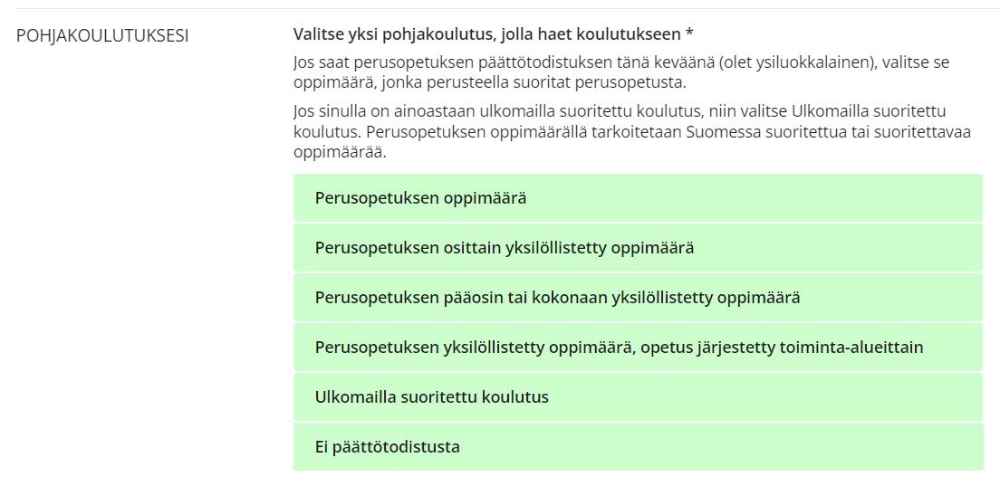 POHJAKOULUTUKSESI
Valitse yksi pohjakoulutus, jolla haet koulutukseen *
Jos saat perusopetuksen päättötodistuksen tänä keväänä (olet ysiluokkalainen), valitse se
oppimäärä, jonka perusteella suoritat perusopetusta.
Jos sinulla on ainoastaan ulkomailla suoritettu koulutus, niin valitse Ulkomailla suoritettu
koulutus. Perusopetuksen oppimäärällä tarkoitetaan Suomessa suoritettua tai suoritettavaa
oppimäärää.
Perusopetuksen oppimäärä
Perusopetuksen osittain yksilöllistetty oppimäärä
Perusopetuksen pääosin tai kokonaan yksilöllistetty oppimäärä
Perusopetuksen yksilöllistetty oppimäärä, opetus järjestetty toiminta-alueittain
Ulkomailla suoritettu koulutus
Ei päättötodistusta